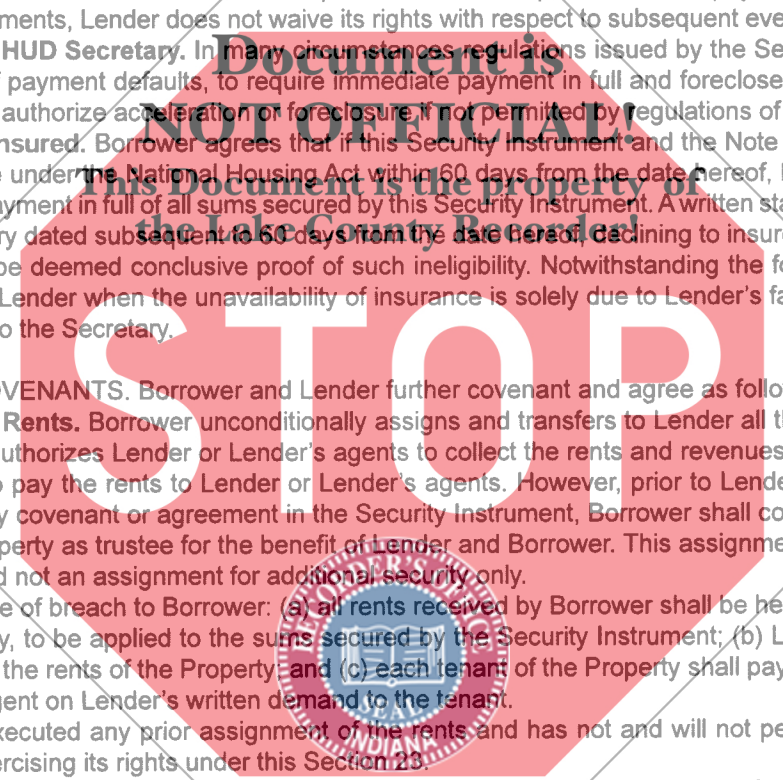 ments, Lender does not waive its rights with respect to subsequent eve
HUD Secretary. In many circumstances regulations issued by the Se
f payment defaults, to require immediate payment in full and foreclose
authorize acceleration or foreclosure if not permitted by regulations of
nsured. Borrower agrees that if this Security Instrument and the Note
e under the National Housing Act within 60 days from the date hereof, L
ayment in full of all sums secured by this Security Instrument. A written sta
ry dated subsequent to 60 days from the date hereof, declining to insur
be deemed conclusive proof of such ineligibility. Notwithstanding the fo
Lender when the unavailability of insurance is solely due to Lender's fa
o the Secretary.
OVENANTS. Borrower and Lender further covenant and agree as follo
Rents. Borrower unconditionally assigns and transfers to Lender all th
uthorizes Lender or Lender's agents to collect the rents and revenues
o pay the rents to Lender or Lender's agents. However, prior to Lende
y covenant or agreement in the Security Instrument, Borrower shall co
perty as trustee for the benefit of Lender and Borrower. This assignme
d not an assignment for additional security only.
e of breach to Borrower: (a) all rents received by Borrower shall be he
y, to be applied to the sums secured by the Security Instrument; (b) L
the rents of the Property; and (c) each tenant of the Property shall pay
gent on Lender's written demand to the tenant.
xecuted any prior assignment of the rents and has not and will not pe
ercising its rights under this Section 23.
Document is
NOT OFFICIAL!
This Document is the property of
the Lake County Recorder!
STOP
SEAL
INDIANA